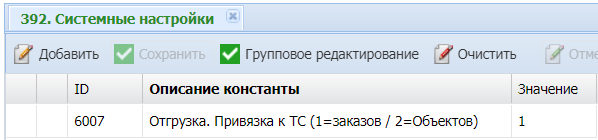 392. Системные настройки
Добавить Сохранить Групповое редактирование Очистить Отме
ID Описание константы Значение
6007 Отгрузка. Привязка к ТС (1=заказов / 2=Объектов) 1